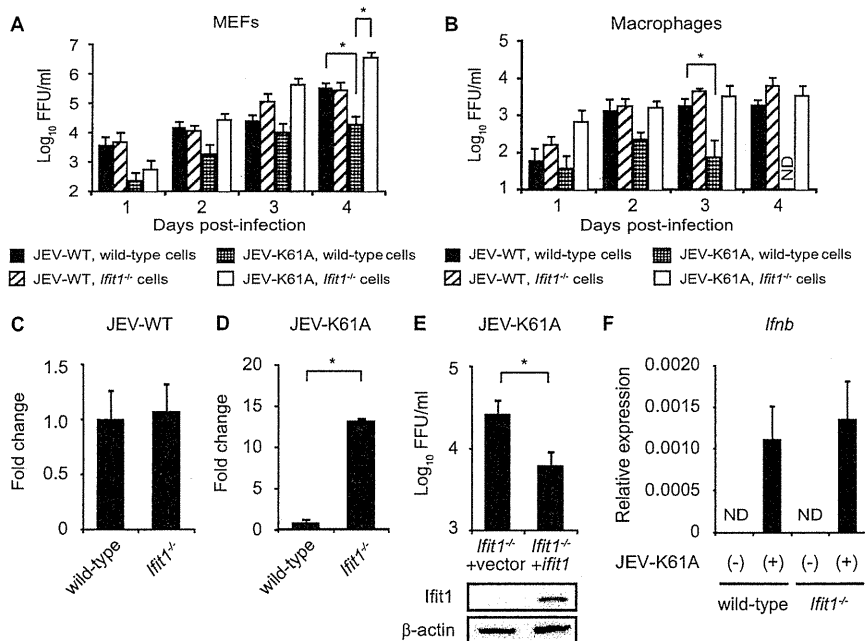 A
MEFs
Log10 FFU/ml
7
6
5
4
3
2
*
*
1 2 3 4
Days post-infection
JEV-WT, wild-type cells
JEV-K61A, wild-type cells
JEV-WT, Ifit1-/- cells
JEV-K61A, Ifit1-/- cells
B
Macrophages
Log10 FFU/ml
5
4
3
2
1
*
ND
1 2 3 4
Days post-infection
JEV-WT, wild-type cells
JEV-K61A, wild-type cells
JEV-WT, Ifit1-/- cells
JEV-K61A, Ifit1-/- cells
C
JEV-WT
Fold change
1.5
1.0
0.5
0
wild-type
Ifit1-/-
D
JEV-K61A
Fold change
20
15
10
5
0
*
wild-type
Ifit1-/-
E
JEV-K61A
Log10 FFU/ml
5
4
3
*
Ifit1-/- Ifit1-/-
+vector +ifit1
Ifit1
β-actin
F
Ifnb
Relative expression
0.0020
0.0015
0.0010
0.0005
0
ND ND
JEV-K61A (-) (+) (-) (+)
wild-type Ifit1-/-